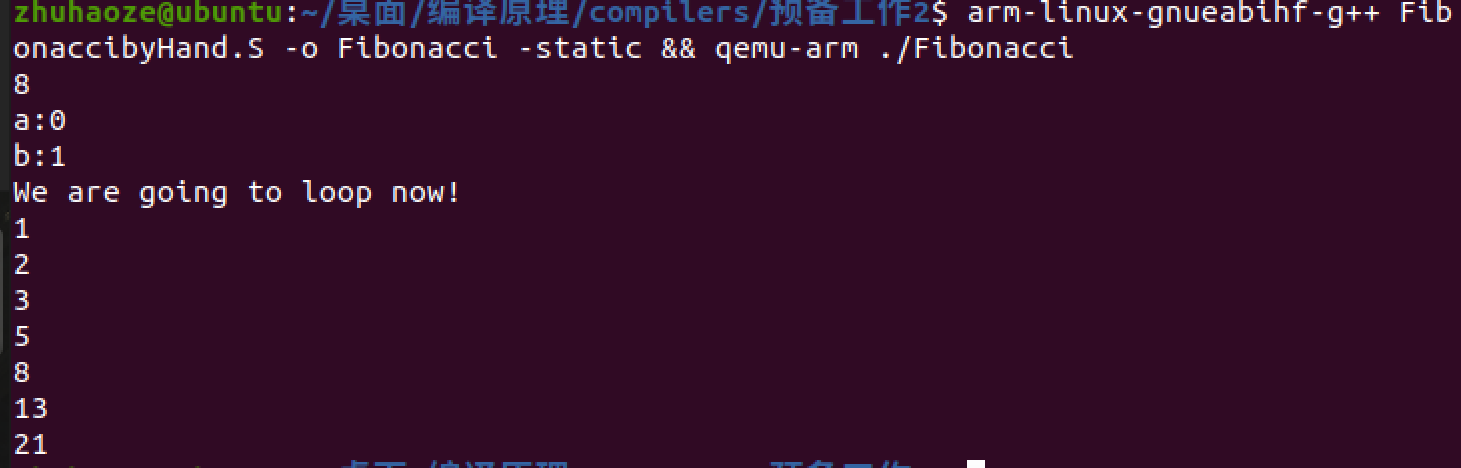 zhuhaoze@ubuntu:~/桌面/编译原理/compilers/预备工作2$ arm-linux-gnueabihf-g++ Fib
onaccibyHand.S -o Fibonacci -static && qemu-arm ./Fibonacci
8
a:0
b:1
We are going to loop now!
1
2
3
5
8
13
21